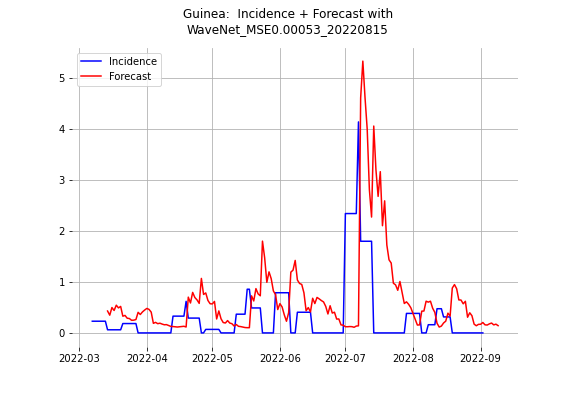 Guinea:  Incidence + Forecast with
WaveNet_MSE0.00053_20220815
Incidence
Forecast
5
4
3
2
1
0
2022-03 2022-04 2022-05 2022-06 2022-07 2022-08 2022-09